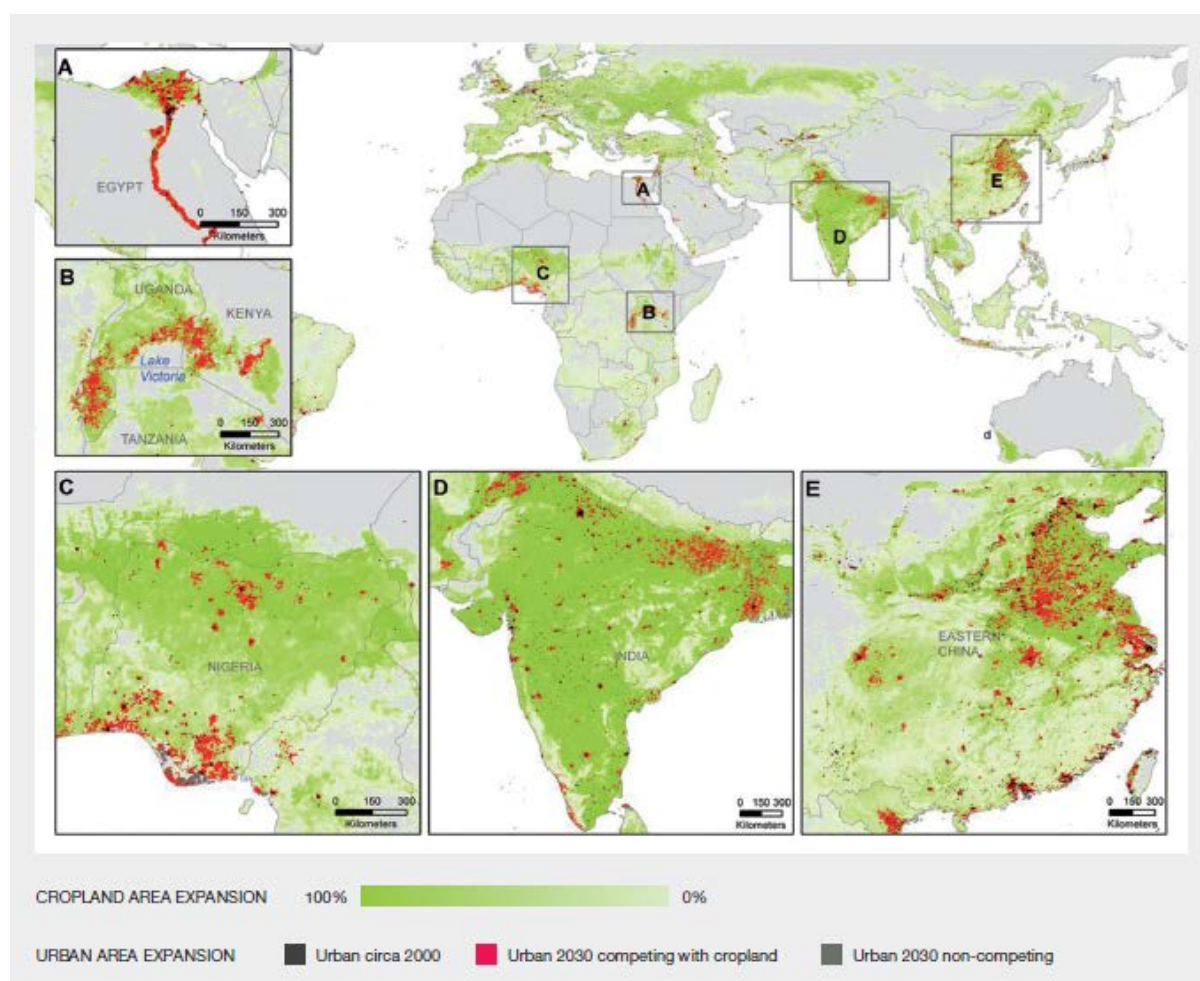 A
EGYPT
0 150 300
Kilometers
B
UGANDA
KENYA
Lake
Victoria
TANZANIA
0 150 300
Kilometers
A
B
C
D
E
d
C
NIGERIA
0 150 300
Kilometers
D
INDIA
0 150 300
Kilometers
E
EASTERN
CHINA
0 150 300
Kilometers
CROPLAND AREA EXPANSION 100% 0%
URBAN AREA EXPANSION Urban circa 2000 Urban 2030 competing with cropland Urban 2030 non-competing